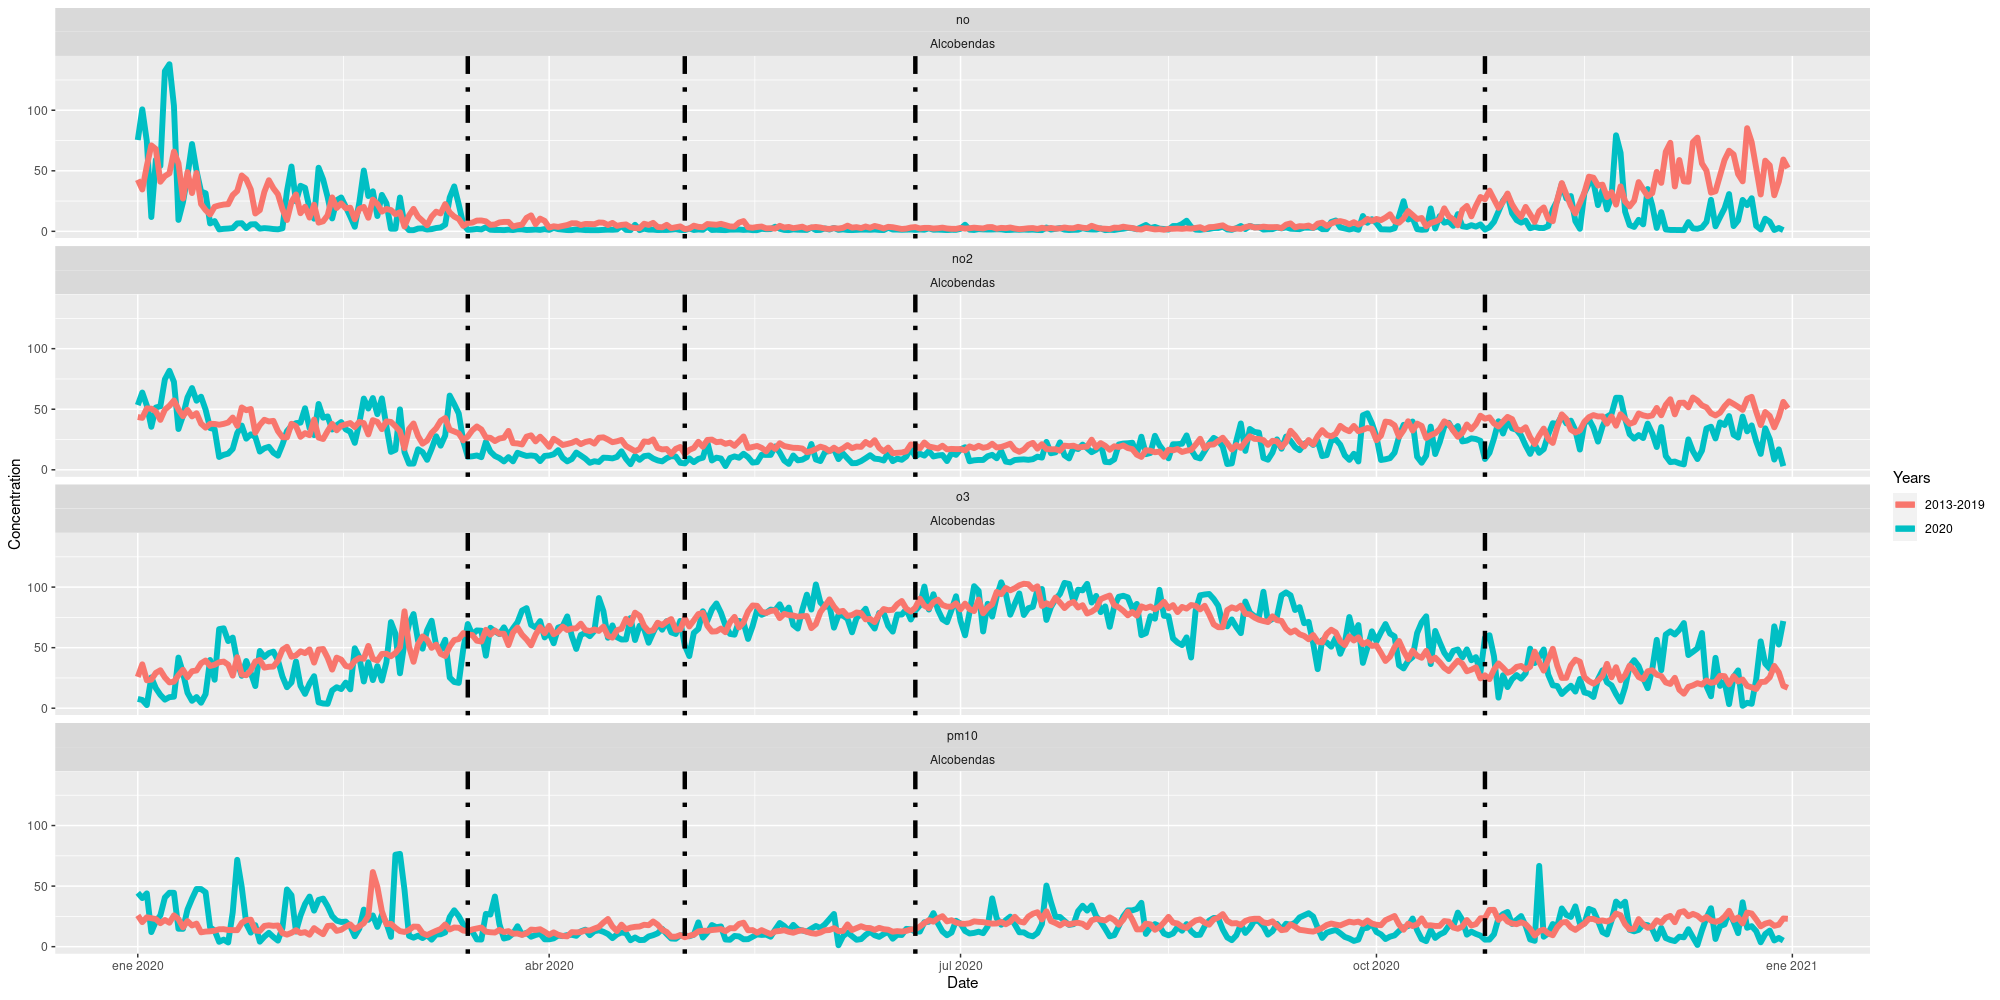 no
Alcobendas
100
50
0
no2
Alcobendas
100
50
0
o3
Alcobendas
100
50
0
pm10
Alcobendas
100
50
0
ene 2020
abr 2020
jul 2020
oct 2020
ene 2021
Date
Concentration
Years
2013-2019
2020